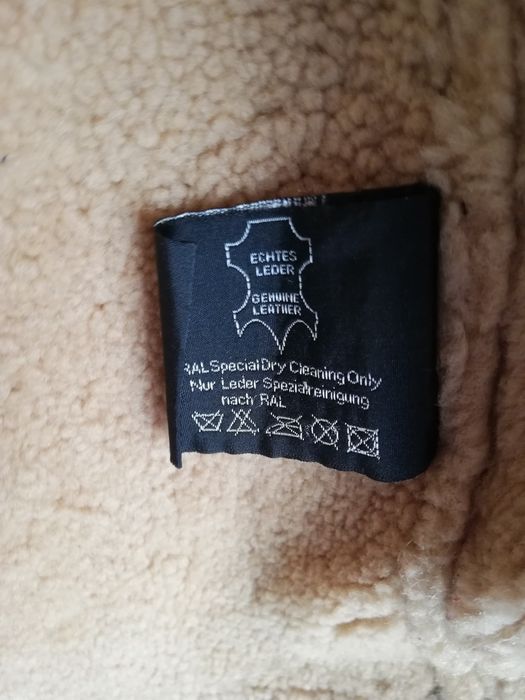 ECHTES
LEDER
GENUINE
LEATHER
RAL Special Dry Cleaning Only
Nur Leder Spezialreinigung
nach RAL